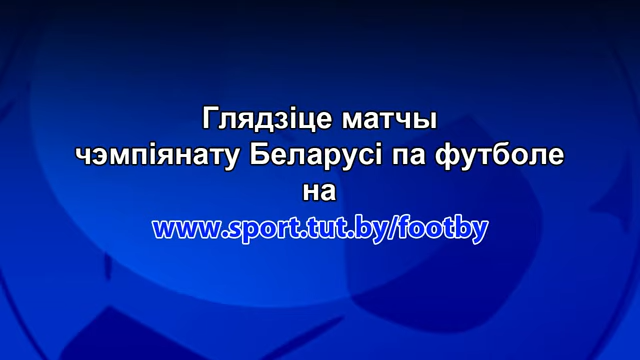 Глядзіце матчы
чэмпіянату Беларусі па футболе
на
www.sport.tut.by/footby